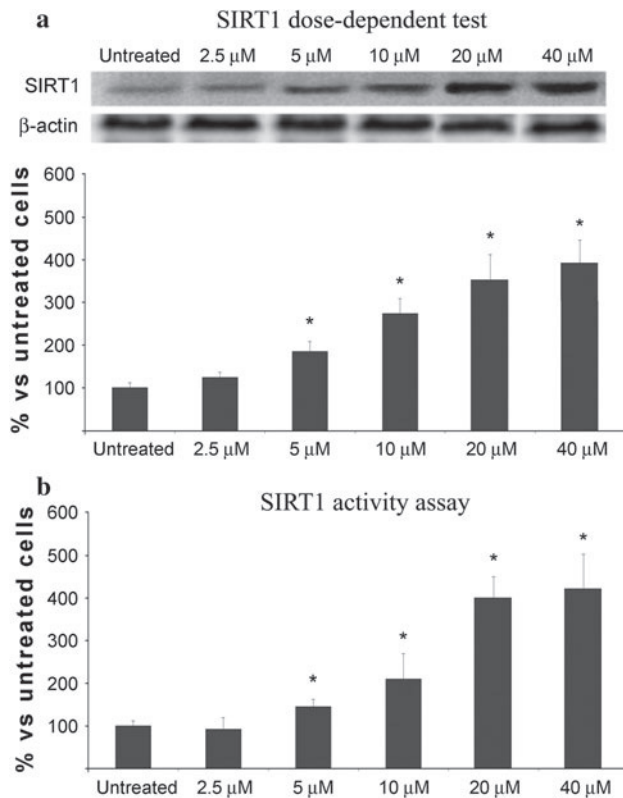 a
SIRT1 dose-dependent test
Untreated 2.5 µM 5 µM 10 µM 20 µM 40 µM
SIRT1
β-actin
% vs untreated cells
600
500
400
300
200
100
* * * *
Untreated 2.5 µM 5 µM 10 µM 20 µM 40 µM
b
SIRT1 activity assay
% vs untreated cells
600
500
400
300
200
100
* * * *
Untreated 2.5 µM 5 µM 10 µM 20 µM 40 µM